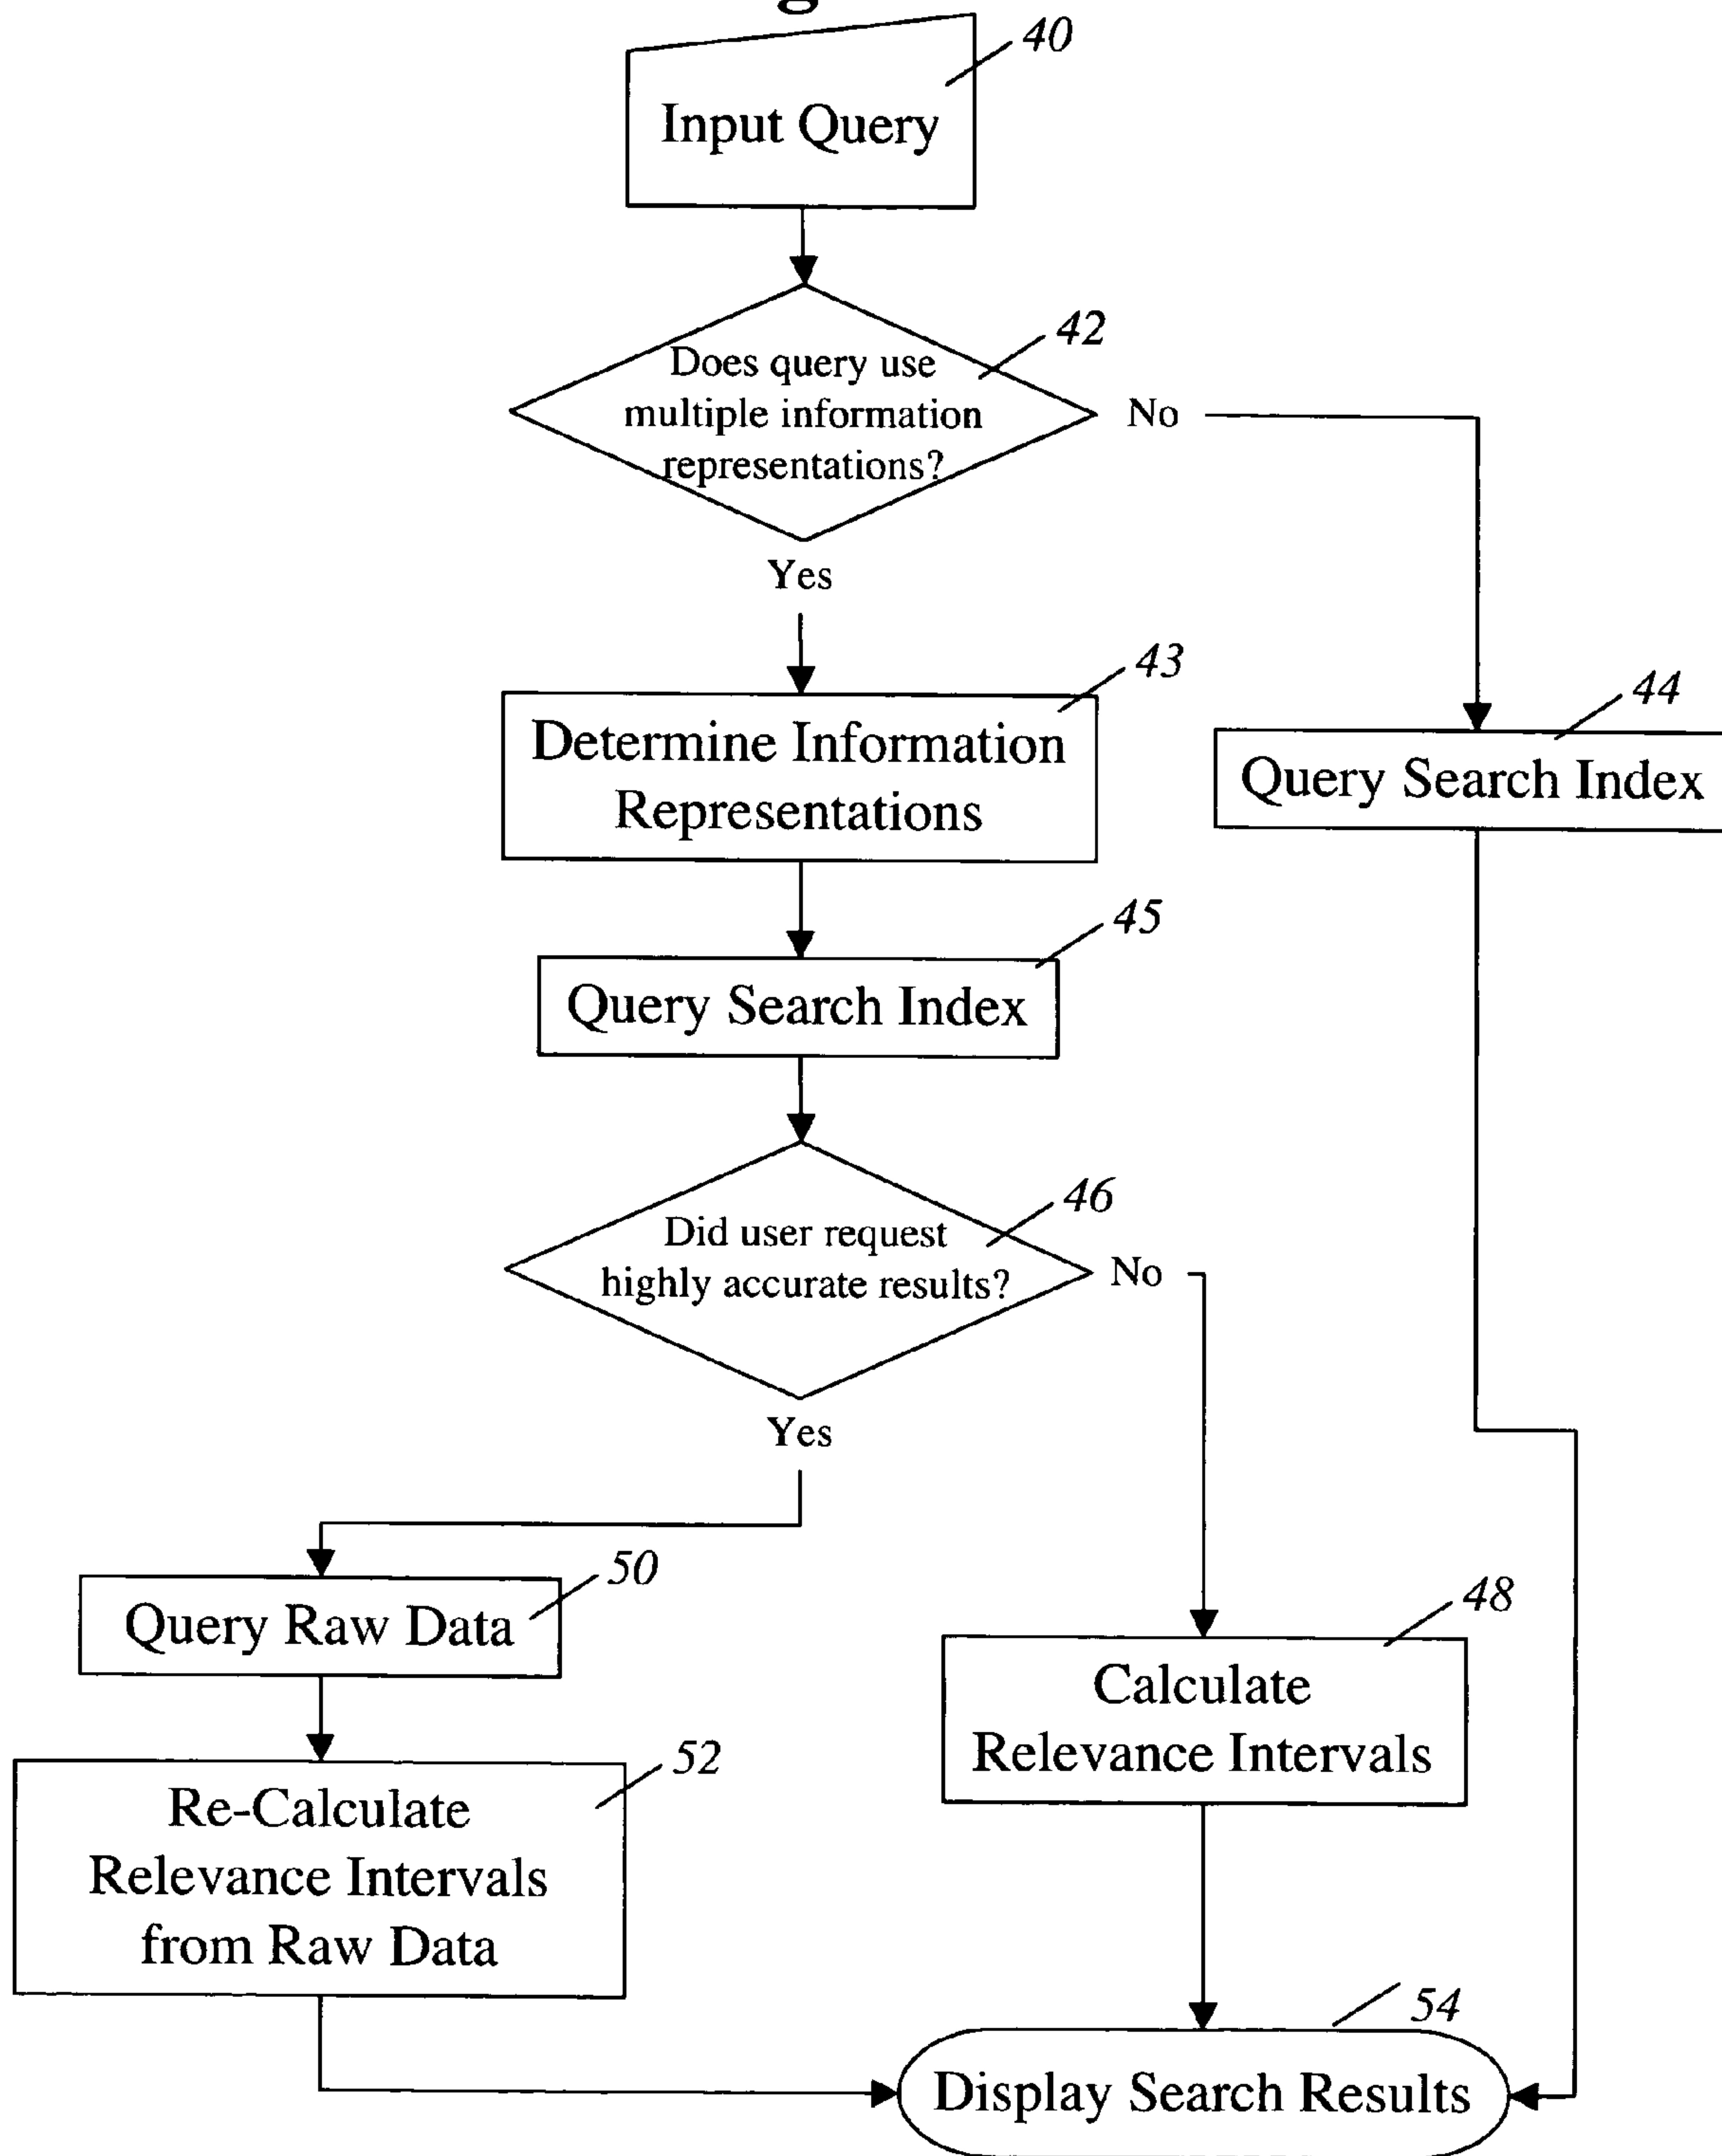 40
Input Query
42
Does query use
multiple information
representations?
No
Yes
43
Determine Information
Representations
44
Query Search Index
45
Query Search Index
46
Did user request
highly accurate results?
No
Yes
50
Query Raw Data
48
Calculate
Relevance Intervals
52
Re-Calculate
Relevance Intervals
from Raw Data
54
Display Search Results